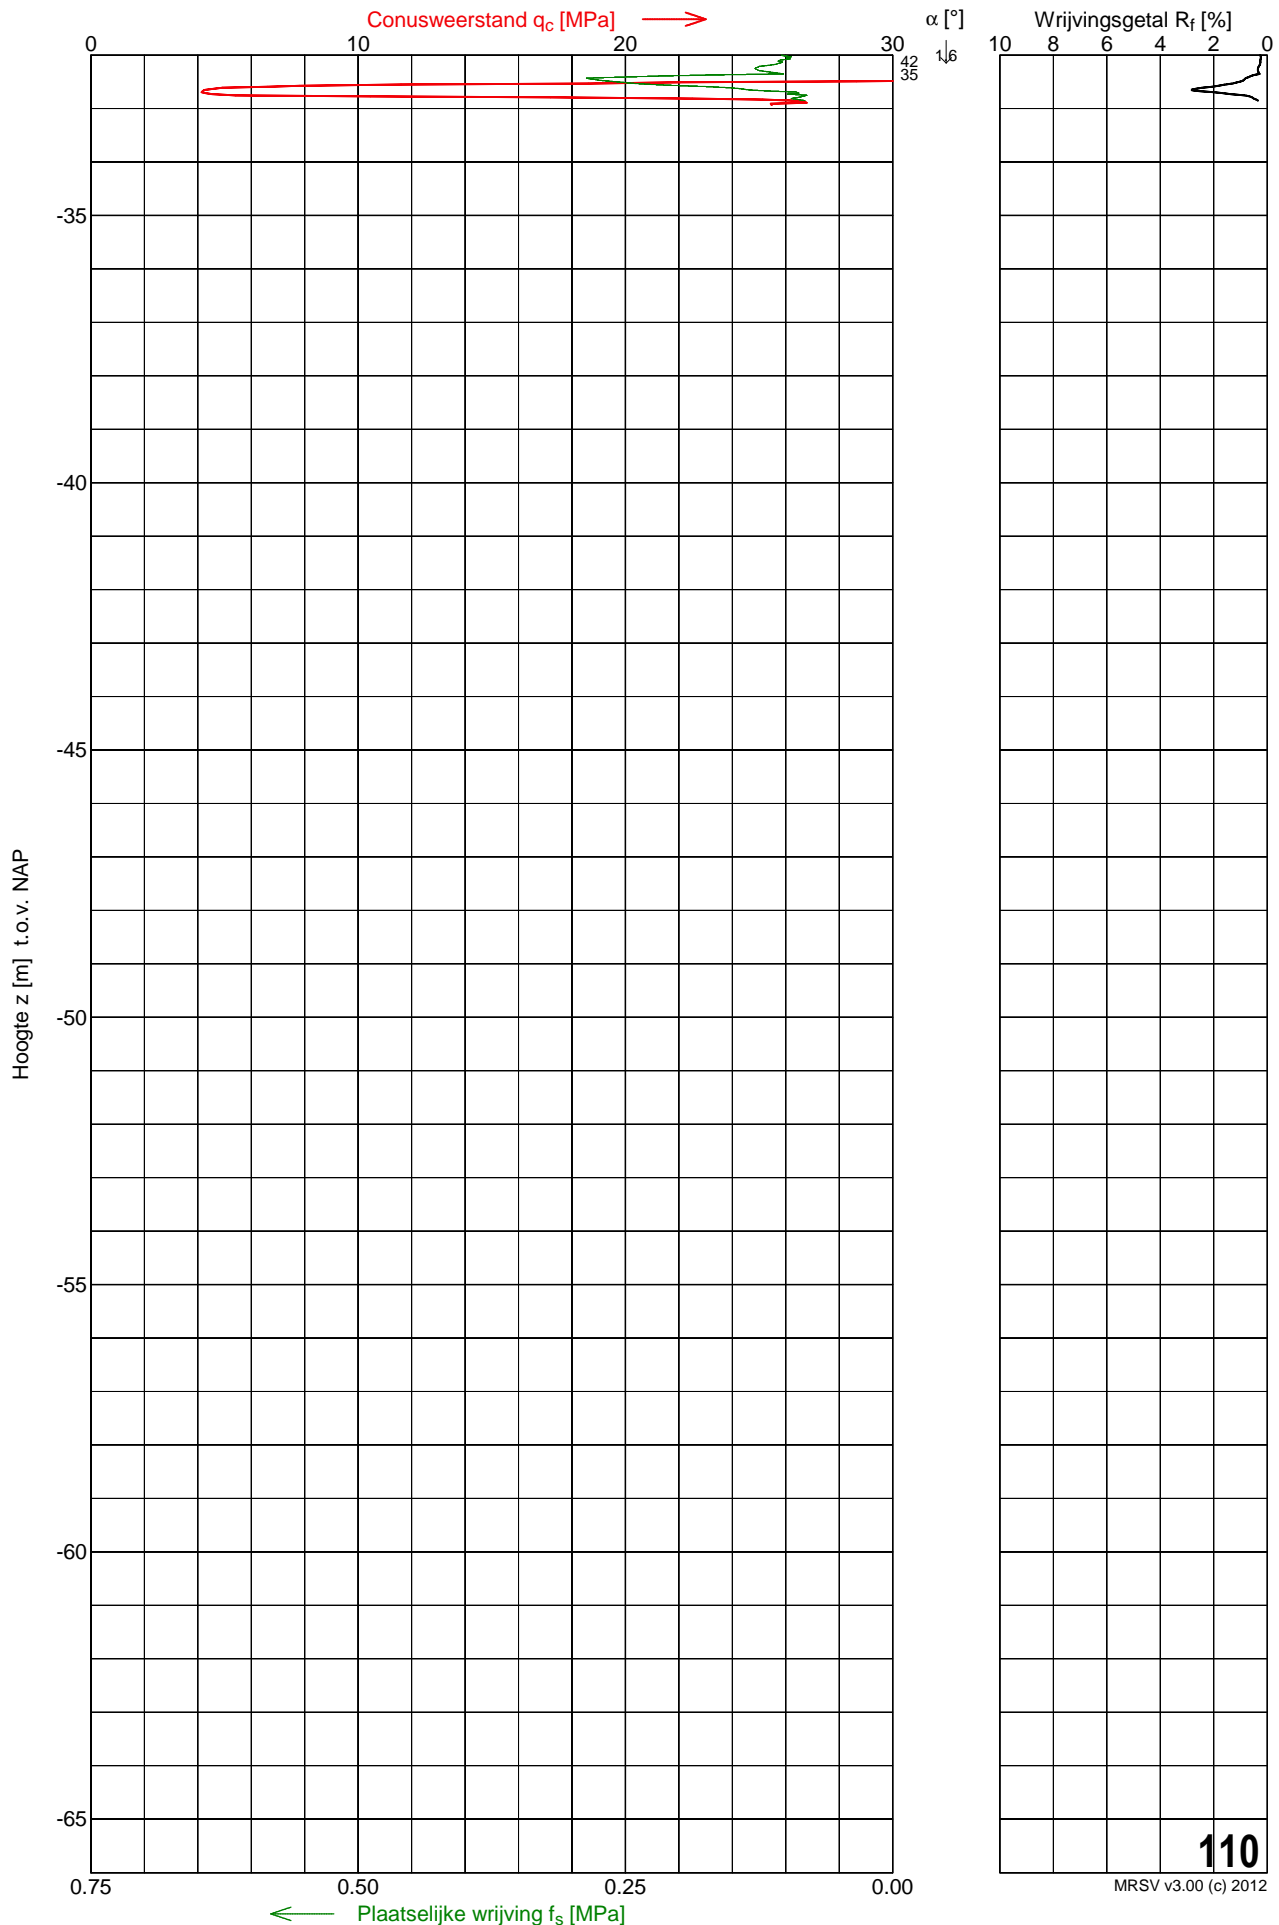 Conusweerstand qc [MPa]
α [°]
Wrijvingsgetal Rf [%]
0 10 20 30
10 8 6 4 2 0
42
35
1.6
-35
-40
-45
-50
-55
-60
-65
Hoogte z [m] t.o.v. NAP
110
0.75 0.50 0.25 0.00
MRSV v3.00 (c) 2012
Plaatselijke wrijving fs [MPa]